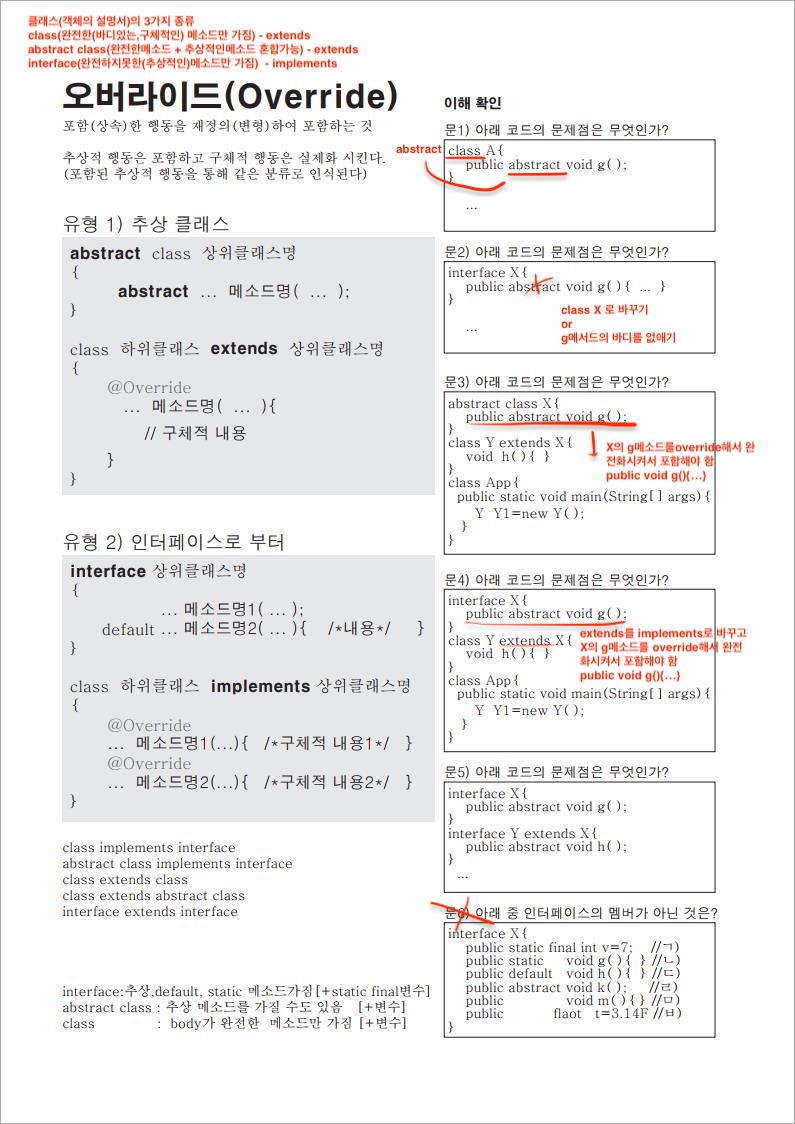 클래스(객체의 설명서)의 3가지 종류
class(완전한(바디있는,구체적인) 메소드만 가짐) - extends
abstract class(완전한메소드 + 추상적인메소드 혼합가능) - extends
interface(완전하지못한(추상적인)메소드만 가짐) - implements
오버라이드(Override)
포함(상속)한 행동을 재정의(변형)하여 포함하는 것
추상적 행동은 포함하고 구체적 행동은 실제화 시킨다.
(포함된 추상적 행동을 통해 같은 분류로 인식된다)
유형 1) 추상 클래스
abstract class 상위클래스명
{
abstract ... 메소드명( ... );
}
class 하위클래스 extends 상위클래스명
{
@Override
... 메소드명( ... ){
// 구체적 내용
}
}
유형 2) 인터페이스로 부터
interface 상위클래스명
{
... 메소드명1( ... );
default ... 메소드명2( ... ){ /*내용*/ }
}
class 하위클래스명 implements 상위클래스명
{
@Override
... 메소드명1(...){ /*구체적 내용1*/ }
@Override
... 메소드명2(...){ /*구체적 내용2*/ }
}
class implements interface
abstract class implements interface
class extends class
class extends abstract class
interface extends interface
interface:추상,default, static 메소드가짐[+static final변수]
abstract class : 추상 메소드를 가질 수도 있음 [+변수]
class : body가 완전한 메소드만 가짐 [+변수]
이해 확인
문1) 아래 코드의 문제점은 무엇인가?
abstract
class A{
public abstract void g( );
}
...
문2) 아래 코드의 문제점은 무엇인가?
interface X{
public abstract void g( ){ ... }
}
class X 로 바꾸기
or
g메서드의 바디를 없애기
...
문3) 아래 코드의 문제점은 무엇인가?
abstract class X{
public abstract void g( );
}
class Y extends X{
void h( ){ }
}
X의 g메소드를override해서 완
전화시켜서 포함해야 함
public void g(){...}
class App{
public static void main(String[ ] args){
Y Y1=new Y( );
}
}
문4) 아래 코드의 문제점은 무엇인가?
interface X{
public abstract void g( );
}
class Y extends X{
void h( ){ }
}
extends를 implements로 바꾸고
X의 g메소드를 override해서 완전
화시켜서 포함해야 함
public void g(){...}
class App{
public static void main(String[ ] args){
Y Y1=new Y( );
}
}
문5) 아래 코드의 문제점은 무엇인가?
interface X{
public abstract void g( );
}
interface Y extends X{
public abstract void h( );
}
...
문6) 아래 중 인터페이스의 멤버가 아닌 것은?
interface X{
public static final int v=7; //ㄱ)
public static void g( ){ } //ㄴ)
public default void h( ){ } //ㄷ)
public abstract void k( ); //ㄹ)
public void m( ){ } //ㅁ)
public flaot t=3.14F //ㅂ)
}